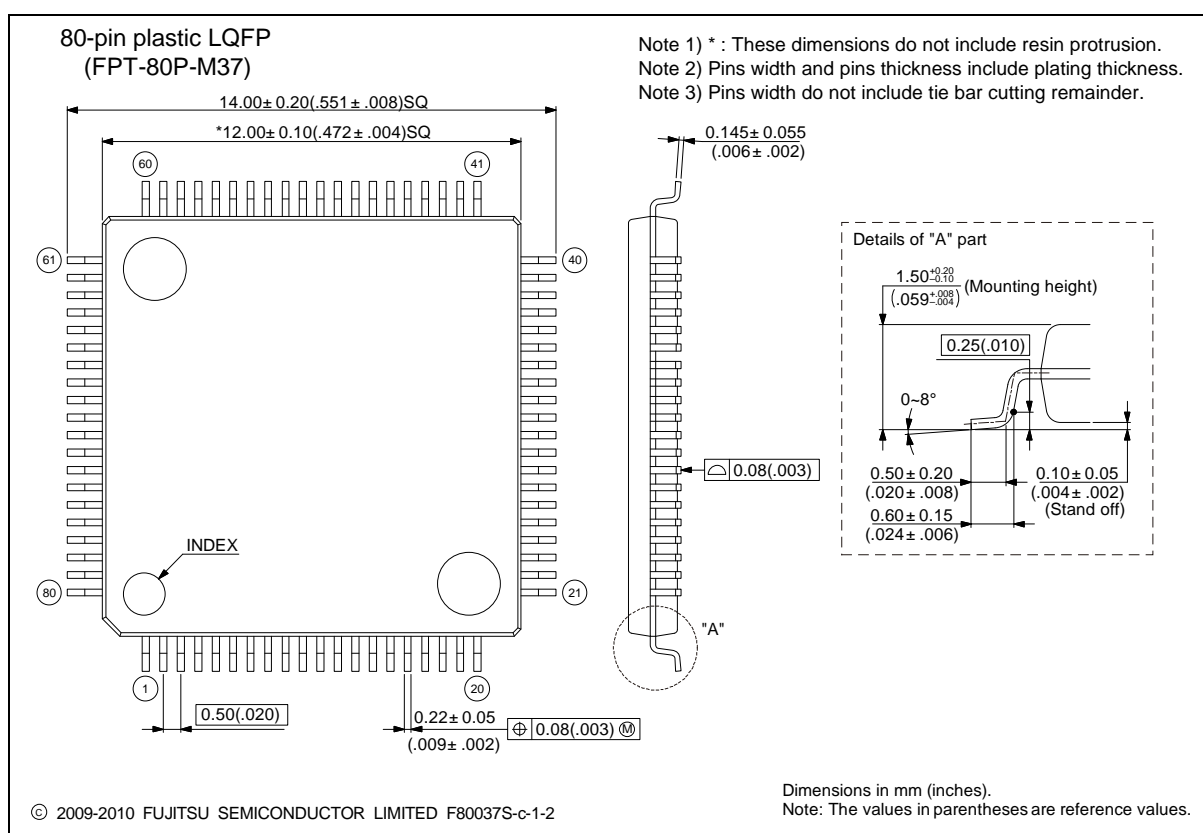 80-pin plastic LQFP
(FPT-80P-M37)
Note 1) * : These dimensions do not include resin protrusion.
Note 2) Pins width and pins thickness include plating thickness.
Note 3) Pins width do not include tie bar cutting remainder.
14.00±0.20(.551±.008)SQ
*12.00±0.10(.472±.004)SQ
0.145±0.055
(.006±.002)
60
41
61
40
80
21
INDEX
1
20
0.50(.020)
0.22±0.05
(.009±.002)
⌖ 0.08(.003) Ⓜ
⌓ 0.08(.003)
"A"
Details of "A" part
1.50 +0.20 –0.10 (Mounting height)
(.059 +.008 –.004)
0.25(.010)
0~8°
0.50±0.20
(.020±.008)
0.60±0.15
(.024±.006)
0.10±0.05
(.004±.002)
(Stand off)
© 2009-2010 FUJITSU SEMICONDUCTOR LIMITED F80037S-c-1-2
Dimensions in mm (inches).
Note: The values in parentheses are reference values.